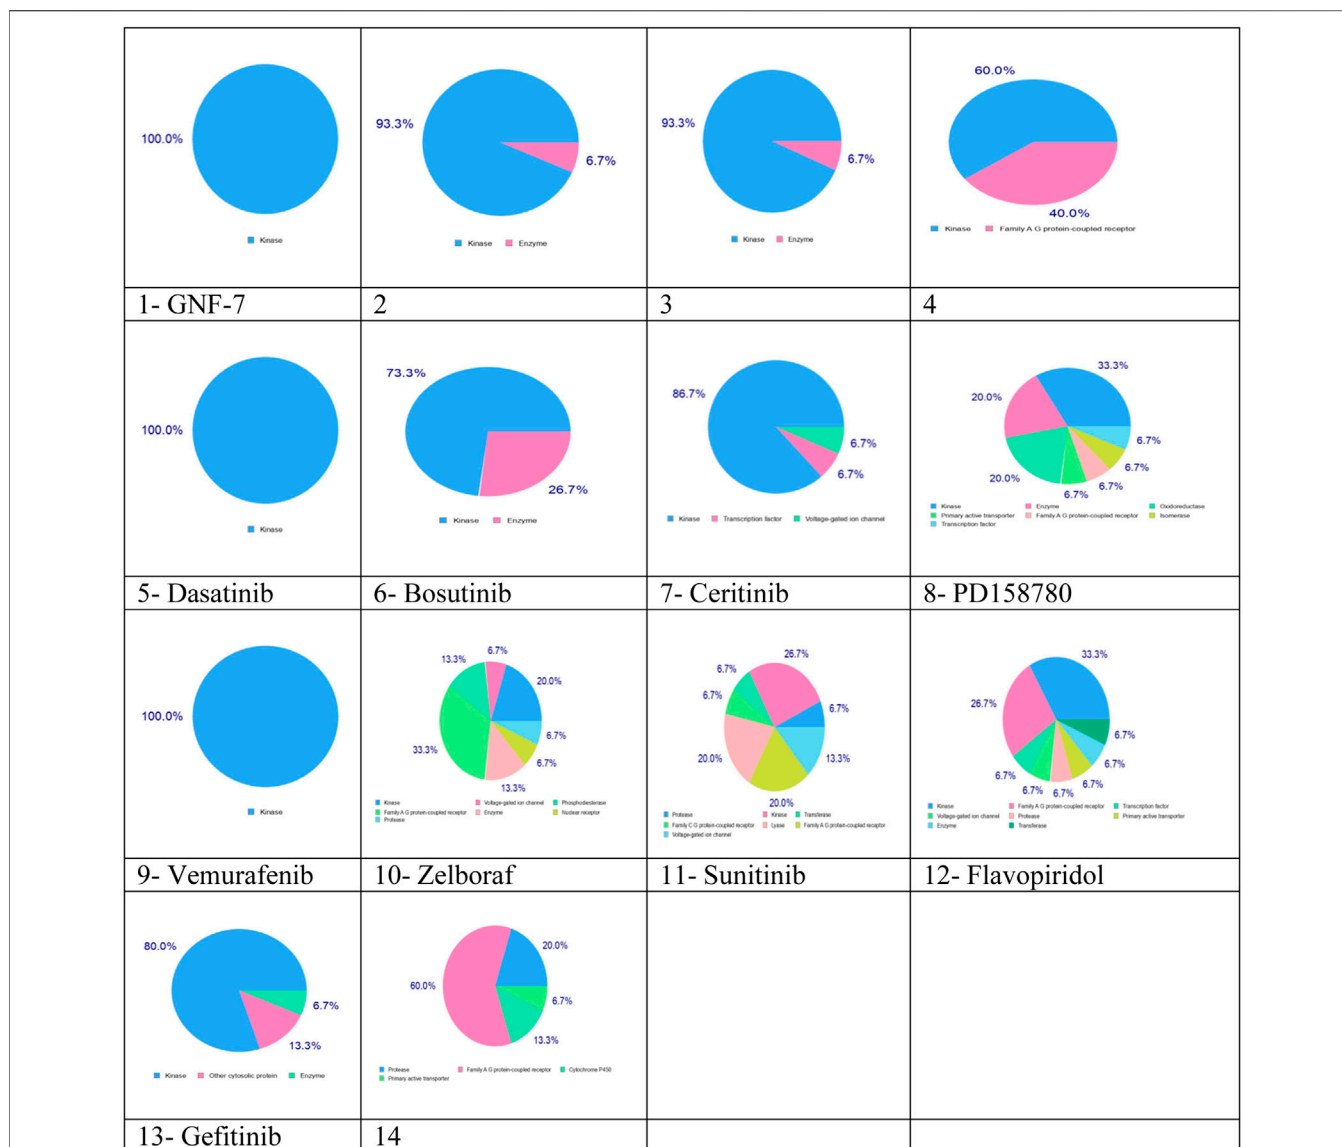 100.0%
Kinase
93.3%
6.7%
Kinase Enzyme
93.3%
6.7%
Kinase Enzyme
60.0%
40.0%
Kinase Family A G protein-coupled receptor
1- GNF-7
2
3
4
100.0%
Kinase
73.3%
26.7%
Kinase Enzyme
86.7%
6.7%
6.7%
Kinase Transcription factor Voltage-gated ion channel
33.3%
20.0%
20.0%
6.7%
6.7%
6.7%
6.7%
Kinase Enzyme Oxidoreductase
Primary active transporter Family A G protein-coupled receptor Isomerase
Transcription factor
5- Dasatinib
6- Bosutinib
7- Ceritinib
8- PD158780
100.0%
Kinase
6.7%
13.3%
20.0%
33.3%
6.7%
6.7%
13.3%
Kinase Voltage-gated ion channel Phosphodiesterase
Family A G protein-coupled receptor Enzyme Nuclear receptor
Protease
26.7%
6.7%
6.7%
6.7%
20.0%
13.3%
20.0%
Protease Kinase Transferase
Family C G protein-coupled receptor Lyase Family A G protein-coupled receptor
Voltage-gated ion channel
33.3%
26.7%
6.7%
6.7%
6.7%
6.7%
6.7%
6.7%
Kinase Family A G protein-coupled receptor Transcription factor
Voltage-gated ion channel Protease Primary active transporter
Enzyme Transferase
9- Vemurafenib
10- Zelboraf
11- Sunitinib
12- Flavopiridol
80.0%
6.7%
13.3%
Kinase Other cytosolic protein Enzyme
20.0%
60.0%
6.7%
13.3%
Protease Family A G protein-coupled receptor Cytochrome P450
Primary active transporter
13- Gefitinib
14